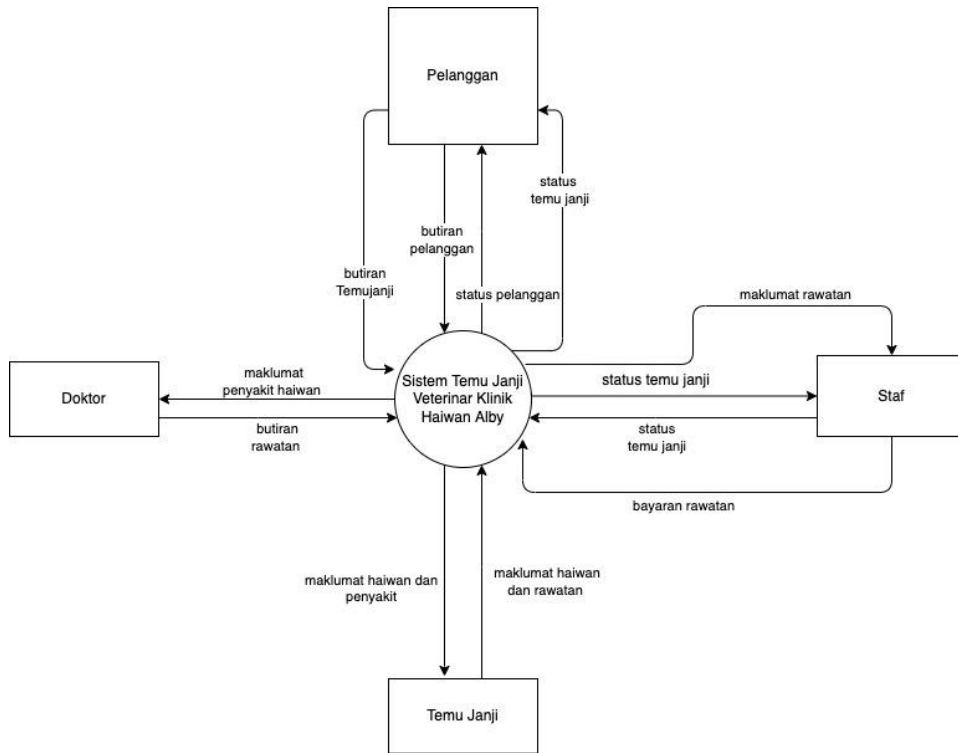 Pelanggan
status
temu janji
butiran
pelanggan
butiran
Temujanji
status pelanggan
maklumat rawatan
maklumat
penyakit haiwan
Sistem Temu Janji
Veterinar Klinik
Haiwan Alby
status temu janji
Doktor
Staf
butiran
rawatan
status
temu janji
bayaran rawatan
maklumat haiwan dan
penyakit
maklumat haiwan
dan rawatan
Temu Janji